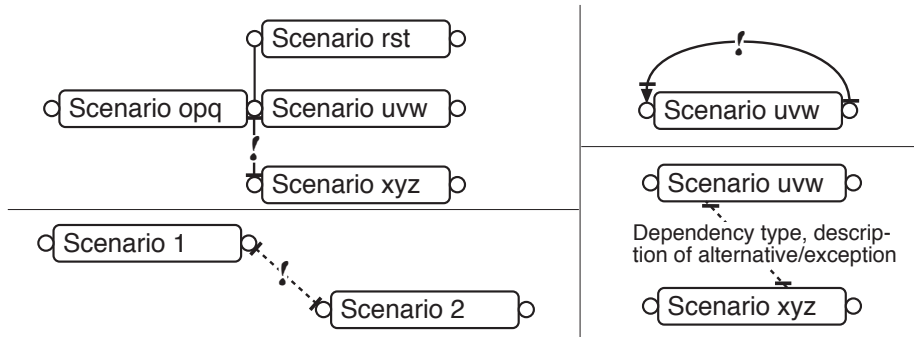 Scenario rst
Scenario opq
Scenario uvw
!
Scenario xyz
Scenario 1
!
Scenario 2
!
Scenario uvw
Scenario uvw
Dependency type, descrip-
tion of alternative/exception
Scenario xyz